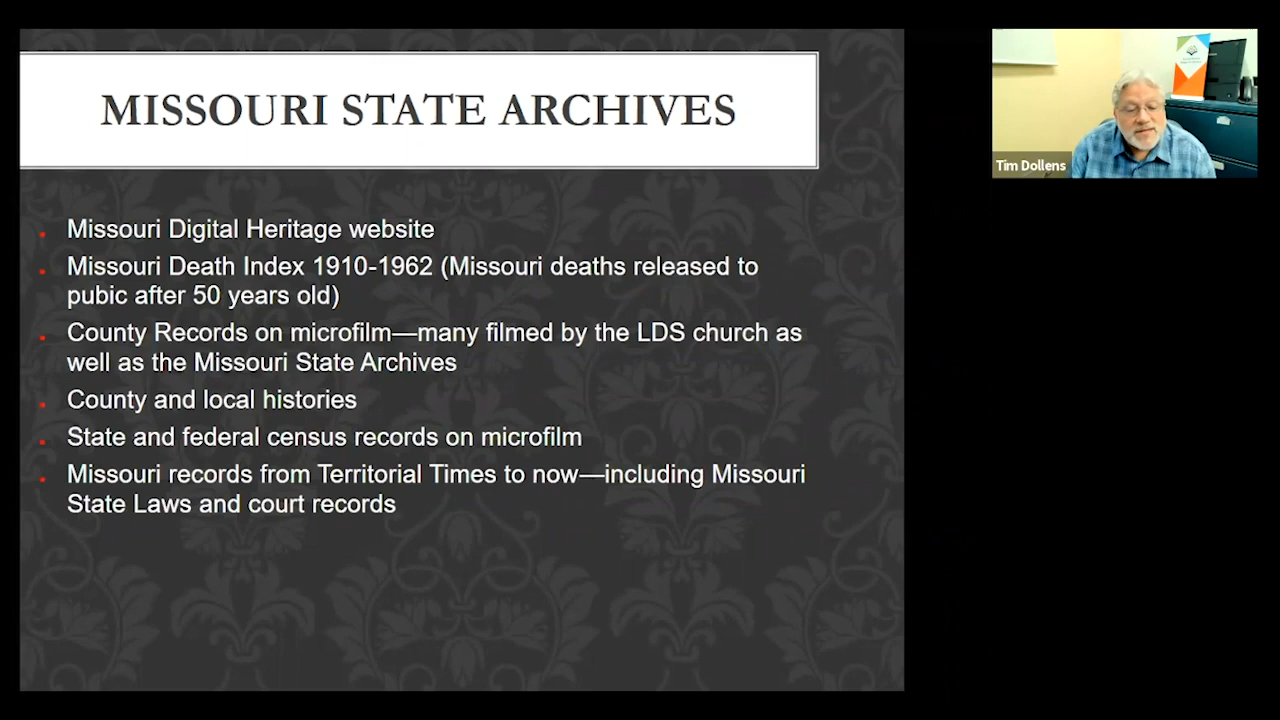 MISSOURI STATE ARCHIVES
Missouri Digital Heritage website
Missouri Death Index 1910-1962 (Missouri deaths released to
pubic after 50 years old)
County Records on microfilm—many filmed by the LDS church as
well as the Missouri State Archives
County and local histories
State and federal census records on microfilm
Missouri records from Territorial Times to now—including Missouri
State Laws and court records
Tim Dollens